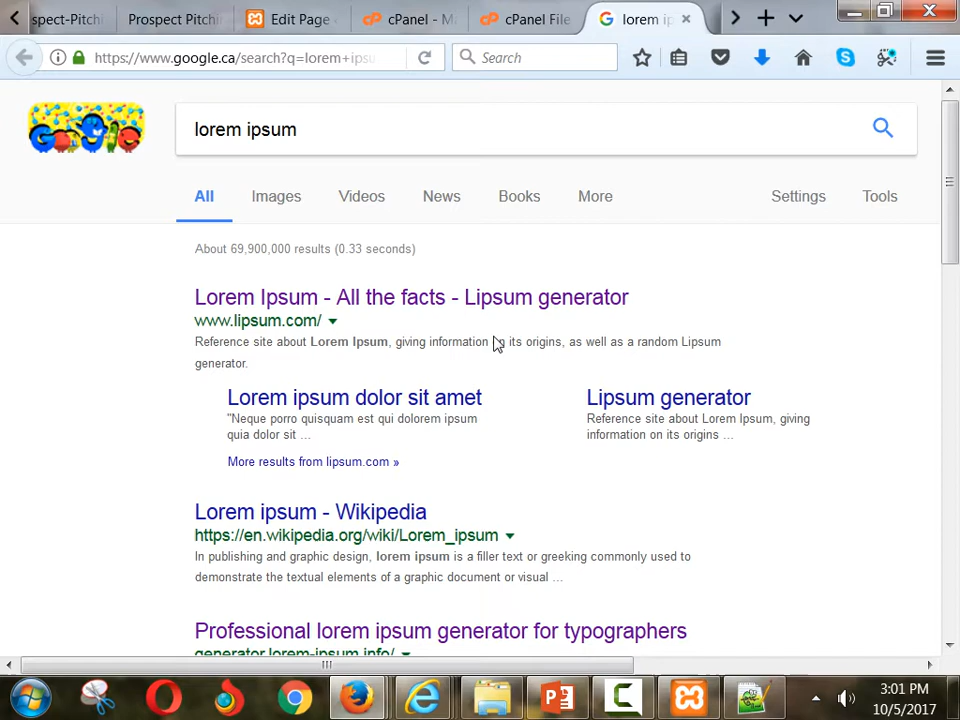 spect-Pitch Prospect Pitchi Edit Page cPanel - M cPanel File lorem ip
https://www.google.ca/search?q=lorem+ipsu Search
lorem ipsum
All Images Videos News Books More Settings Tools
About 69,900,000 results (0.33 seconds)
Lorem Ipsum - All the facts - Lipsum generator
www.lipsum.com/
Reference site about Lorem Ipsum, giving information on its origins, as well as a random Lipsum
generator.
Lorem ipsum dolor sit amet
"Neque porro quisquam est qui dolorem ipsum
quia dolor sit ...
Lipsum generator
Reference site about Lorem Ipsum, giving
information on its origins ...
More results from lipsum.com »
Lorem ipsum - Wikipedia
https://en.wikipedia.org/wiki/Lorem_ipsum
In publishing and graphic design, lorem ipsum is a filler text or greeking commonly used to
demonstrate the textual elements of a graphic document or visual ...
Professional lorem ipsum generator for typographers
generator.lorem-ipsum.info/
3:01 PM
10/5/2017